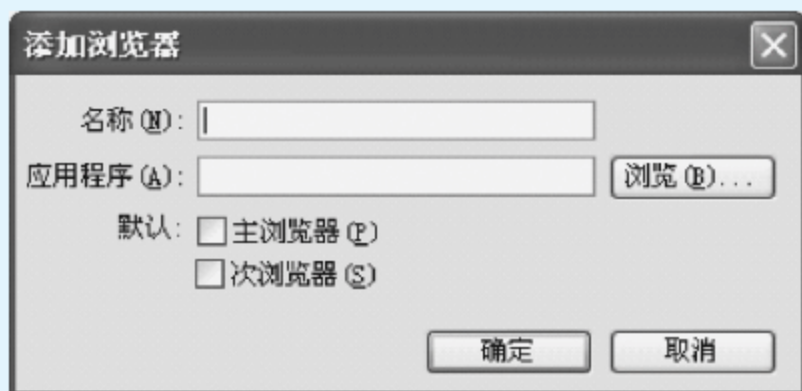 添加浏览器
名称(N):
应用程序(A): 浏览(B)...
默认: 主浏览器(P)
次浏览器(S)
确定 取消